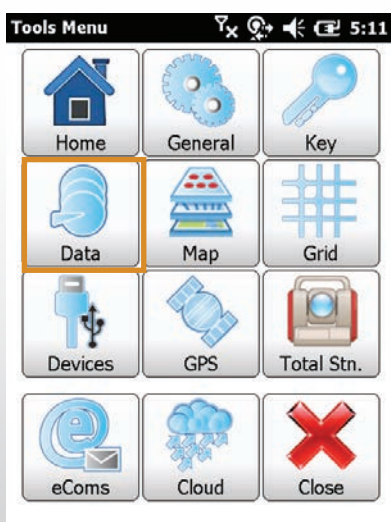 Tools Menu 5:11
Home General Key
Data Map Grid
Devices GPS Total Stn.
eComs Cloud Close